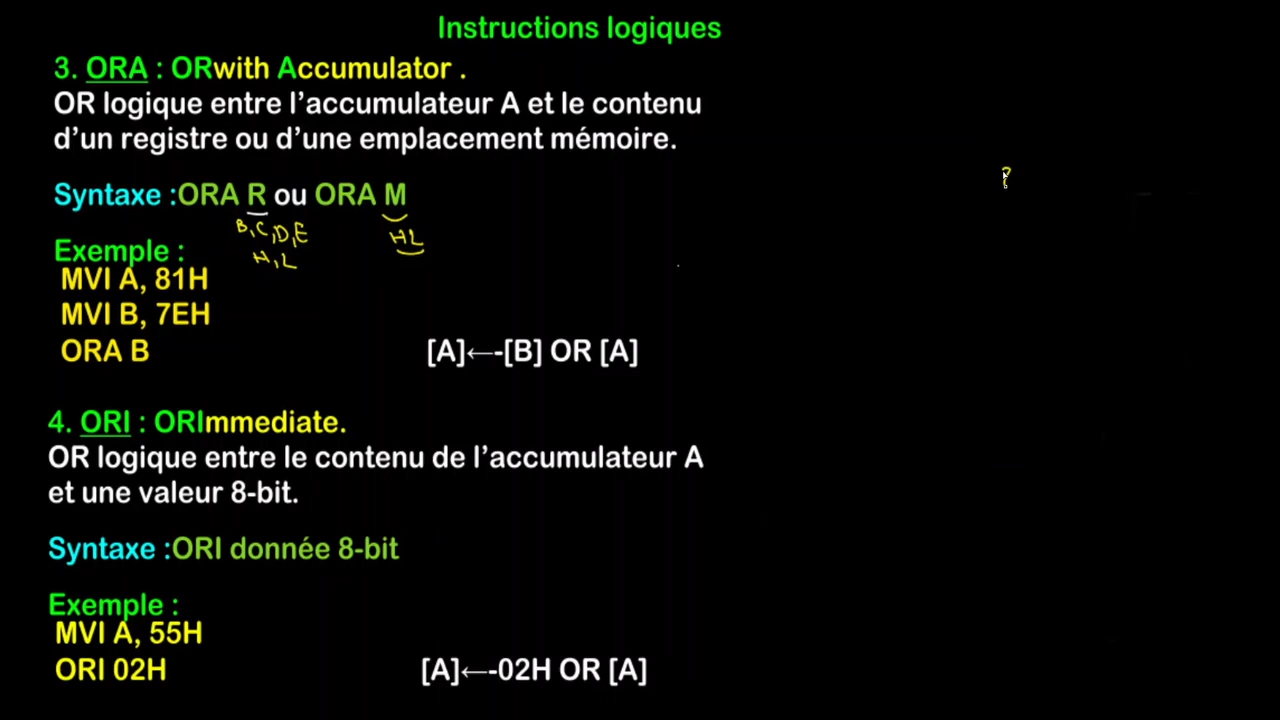 Instructions logiques
3. ORA : ORwith Accumulator .
OR logique entre l’accumulateur A et le contenu
d’un registre ou d’une emplacement mémoire.
?
Syntaxe :ORA R ou ORA M
B,C,D,E
HL
H,L
Exemple :
MVI A, 81H
MVI B, 7EH
ORA B
[A]←-[B] OR [A]
4. ORI : ORImmediate.
OR logique entre le contenu de l’accumulateur A
et une valeur 8-bit.
Syntaxe :ORI donnée 8-bit
Exemple :
MVI A, 55H
ORI 02H
[A]←-02H OR [A]